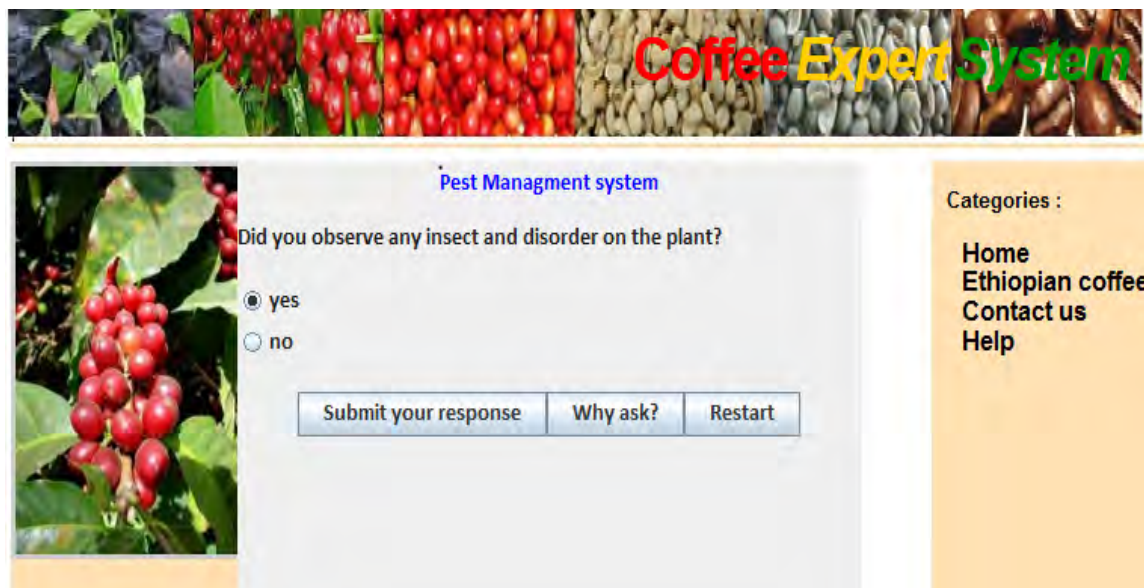 Coffee Expert System
Pest Managment system
Did you observe any insect and disorder on the plant?
yes
no
Submit your response Why ask? Restart
Categories :
Home
Ethiopian coffee
Contact us
Help